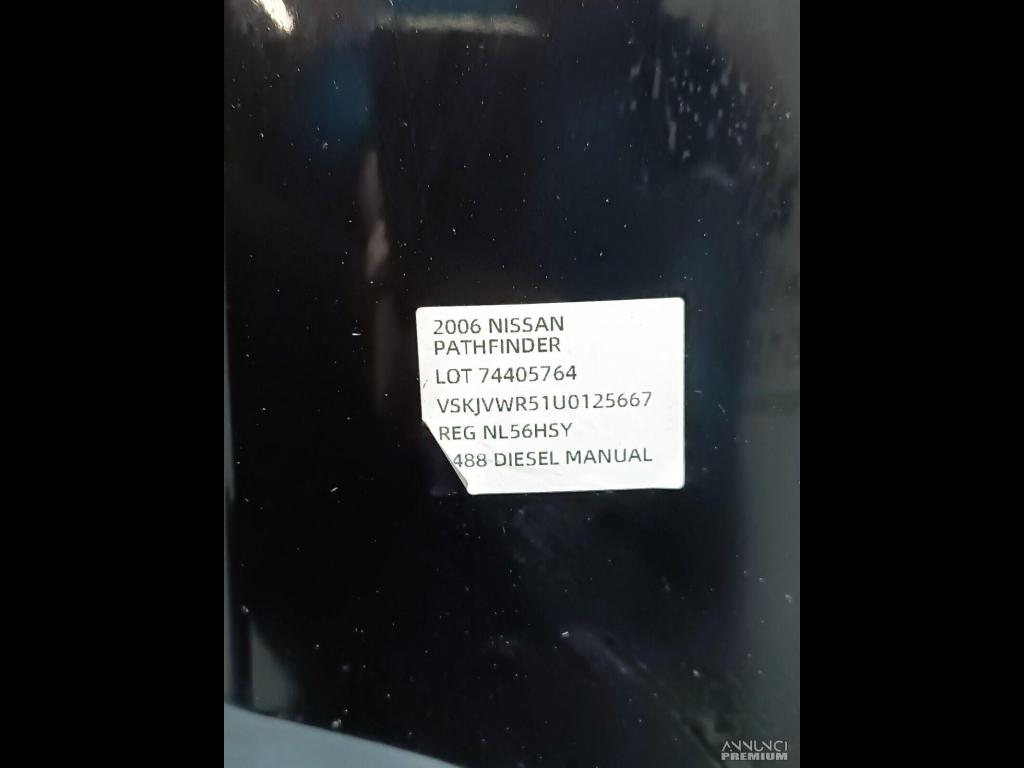 2006 NISSAN
PATHFINDER
LOT 74405764
VSKJVWR51U0125667
REG NL56HSY
488 DIESEL MANUAL
ANNUNCI
PREMIUM